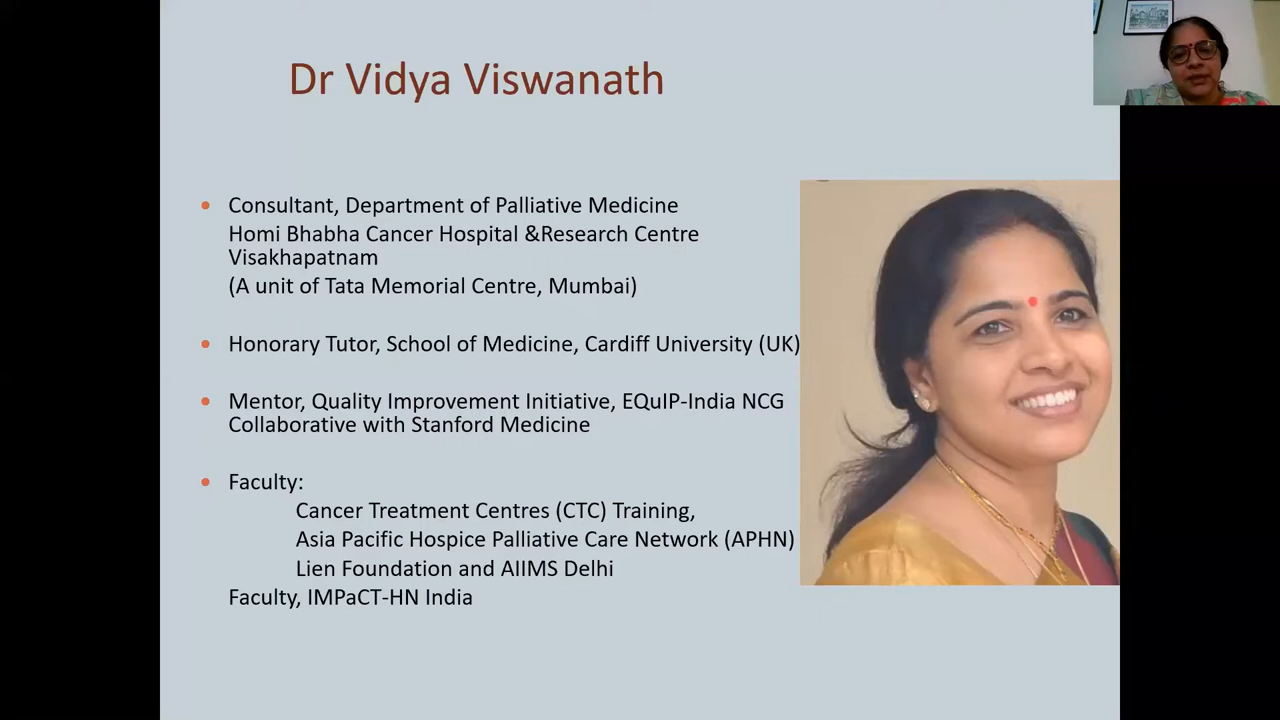 Dr Vidya Viswanath
Consultant, Department of Palliative Medicine
Homi Bhabha Cancer Hospital &Research Centre
Visakhapatnam
(A unit of Tata Memorial Centre, Mumbai)
Honorary Tutor, School of Medicine, Cardiff University (UK)
Mentor, Quality Improvement Initiative, EQuIP-India NCG
Collaborative with Stanford Medicine
Faculty:
Cancer Treatment Centres (CTC) Training,
Asia Pacific Hospice Palliative Care Network (APHN)
Lien Foundation and AIIMS Delhi
Faculty, IMPaCT-HN India